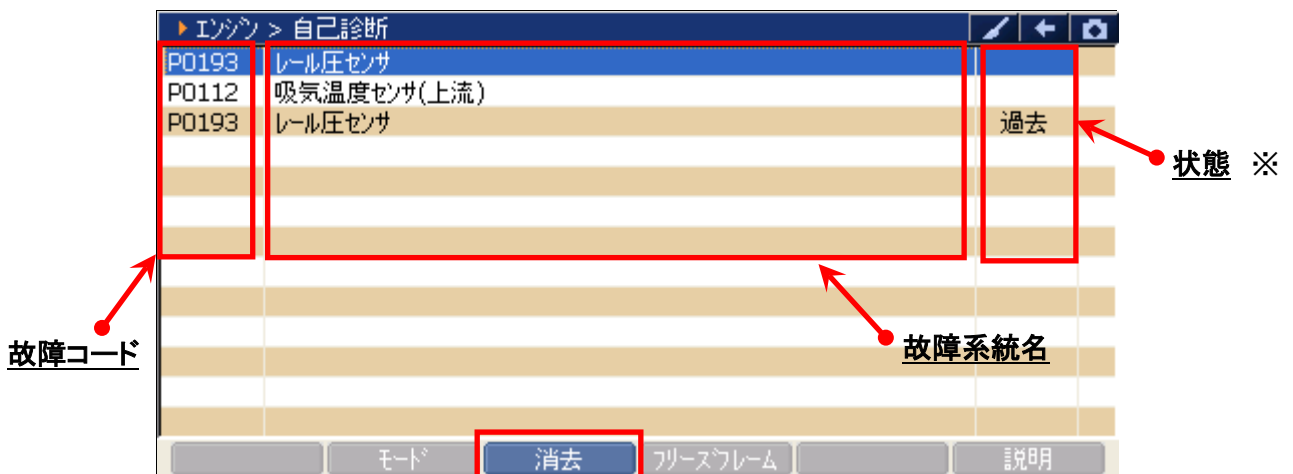 エンジン > 自己診断
P0193 レール圧センサ
P0112 吸気温度センサ(上流)
P0193 レール圧センサ 過去
状態 ※
故障コード
故障系統名
モード 消去 フリーズフレーム 説明